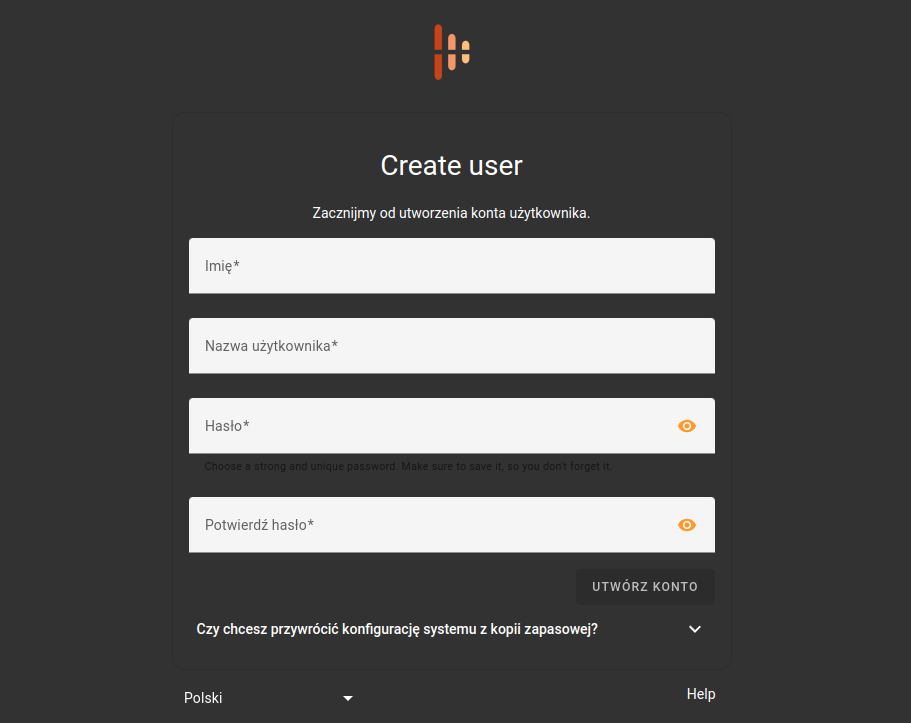 Create user
Zacznijmy od utworzenia konta użytkownika.
Imię*
Nazwa użytkownika*
Hasło*
Choose a strong and unique password. Make sure to save it, so you don't forget it.
Potwierdź hasło*
UTWÓRZ KONTO
Czy chcesz przywrócić konfigurację systemu z kopii zapasowej?
Polski
Help